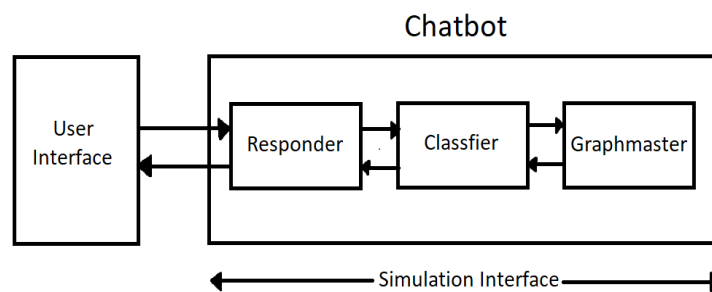 Chatbot
User
Interface
Responder
Classfier
Graphmaster
Simulation Interface